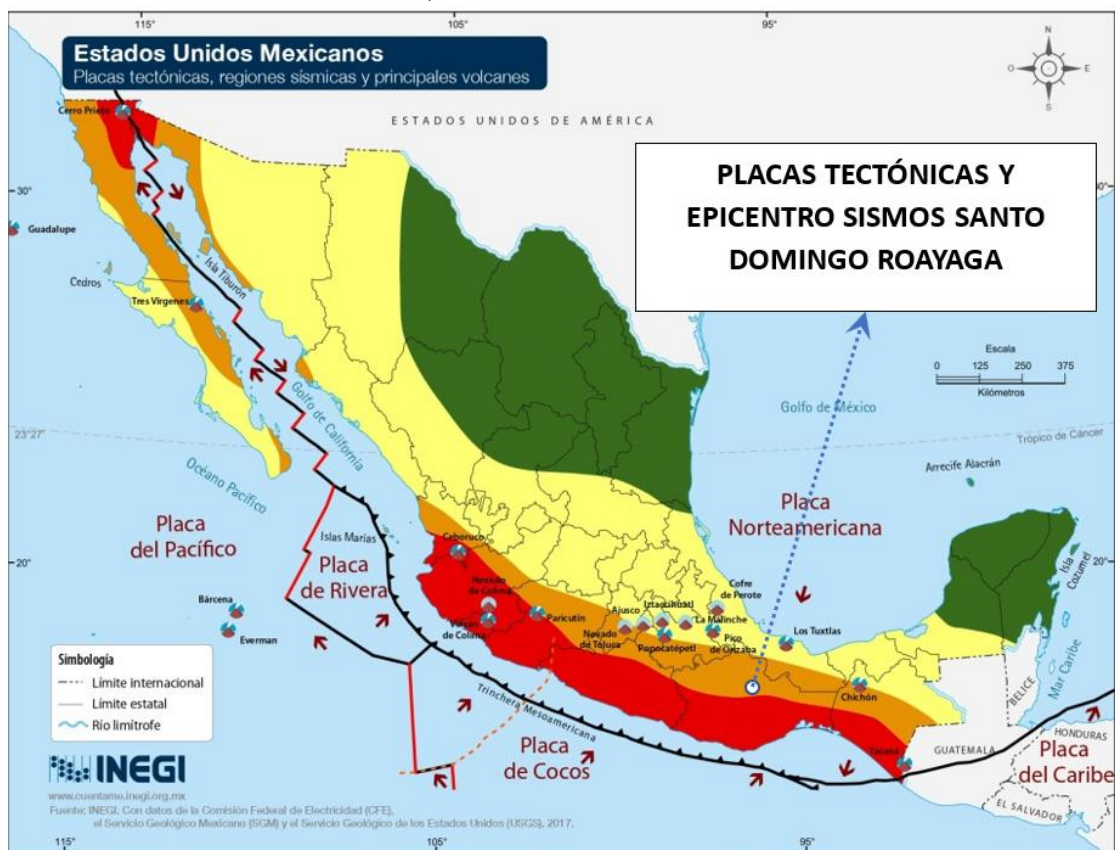 115°
105°
95°
Estados Unidos Mexicanos
Placas tectónicas, regiones sísmicas y principales volcanes
N
O
E
S
Cerro Prieto
ESTADOS UNIDOS DE AMÉRICA
PLACAS TECTÓNICAS Y
EPICENTRO SISMOS SANTO
DOMINGO ROAYAGA
30°
Guadalupe
Isla Tiburón
Cedros
Tres Vírgenes
Escala
0 125 250 375
Kilómetros
Golfo de California
Golfo de México
23°27'
Trópico de Cáncer
Océano Pacífico
Arrecife Alacrán
Placa
del Pacífico
Placa
Norteamericana
Islas Marías
Placa
de Rivera
Ceboruco
20°
20°
Isla
Cozumel
Nevado
de Colima
Volcán
de Colima
Paricutín
Ajusco
Iztaccíhuatl
Cofre
de Perote
La Malinche
Nevado
de Toluca
Popocatépetl
Pico
de Orizaba
Los Tuxtlas
Bárcena
Everman
Chichón
Mar Caribe
BELICE
Simbología
Límite internacional
Límite estatal
Río limítrofe
Trinchera Mesoamericana
Placa
de Cocos
Tacaná
GUATEMALA
HONDURAS
Placa
del Caribe
EL SALVADOR
INEGI
www.cuentame.inegi.org.mx
Fuente: INEGI. Con datos de la Comisión Federal de Electricidad (CFE),
el Servicio Geológico Mexicano (SGM) y el Servicio Geológico de los Estados Unidos (USGS), 2017.
115°
105°
95°